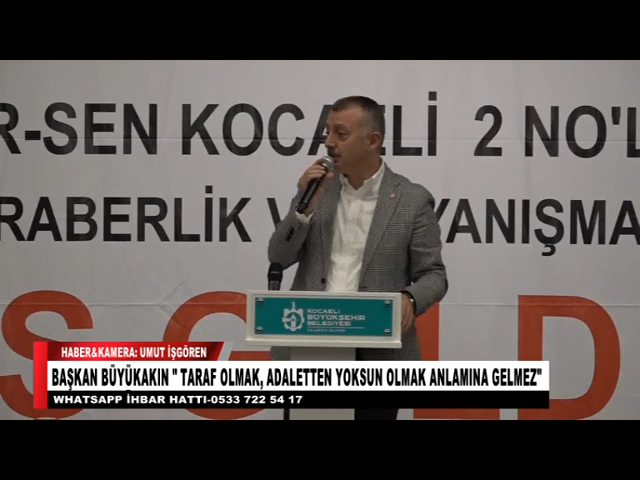 R-SEN KOCAELİ 2 NO'L
RABERLİK V YANIŞMA
Ş G LD
KOCAELİ
BÜYÜKŞEHİR
BELEDİYESİ
HABER&KAMERA: UMUT İŞGÖREN
BAŞKAN BÜYÜKAKIN " TARAF OLMAK, ADALETTEN YOKSUN OLMAK ANLAMINA GELMEZ"
WHATSAPP İHBAR HATTI-0533 722 54 17